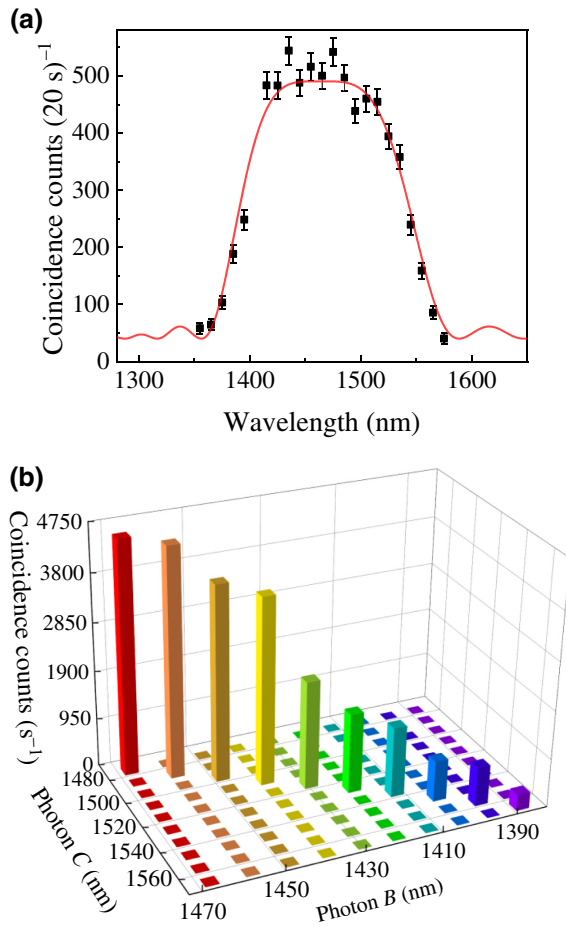 (a)
Coincidence counts (20 s)⁻¹
500
400
300
200
100
0
1300 1400 1500 1600
Wavelength (nm)
(b)
Coincidence counts (s⁻¹)
4750
3800
2850
1900
950
0
1480
1500
1520
1540
1560
Photon C (nm)
1470
1450
1430
1410
1390
Photon B (nm)